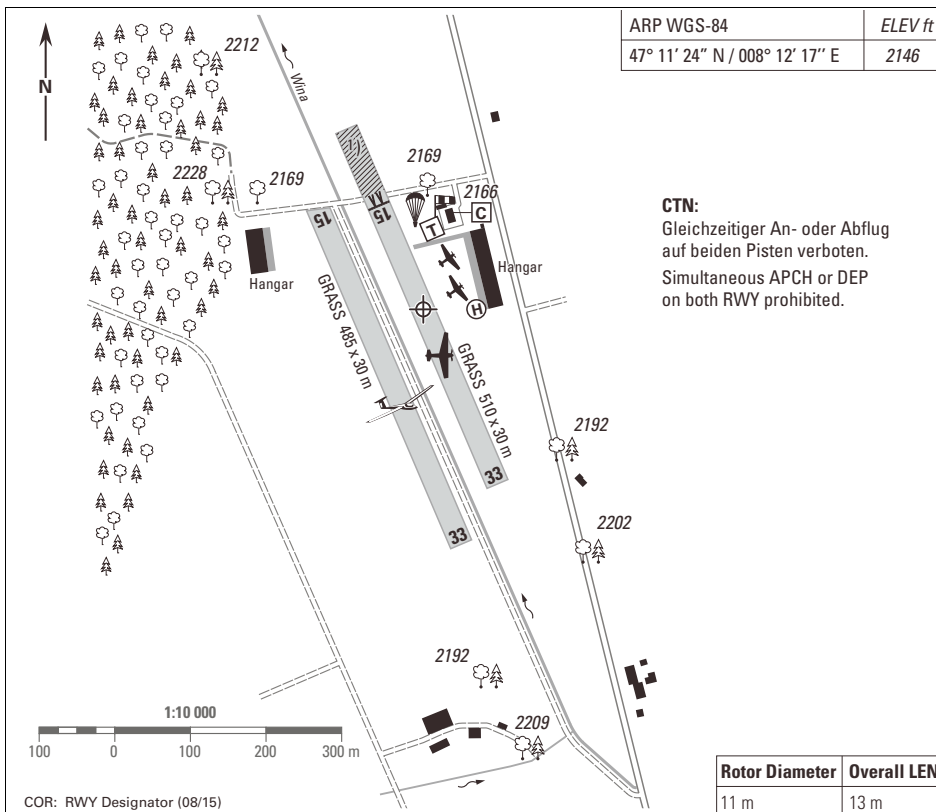 ARP WGS-84 ELEV ft
47° 11' 24" N / 008° 12' 17'' E 2146
N
2212
Wina
1)
2169
2228
2169
2166
15
15
C
T
Hangar
Hangar
H
GRASS 485 x 30 m
GRASS 510 x 30 m
CTN:
Gleichzeitiger An- oder Abflug
auf beiden Pisten verboten.
Simultaneous APCH or DEP
on both RWY prohibited.
2192
33
33
2202
2192
2209
1:10 000
100 0 100 200 300 m
COR: RWY Designator (08/15)
Rotor Diameter Overall LEN
11 m 13 m